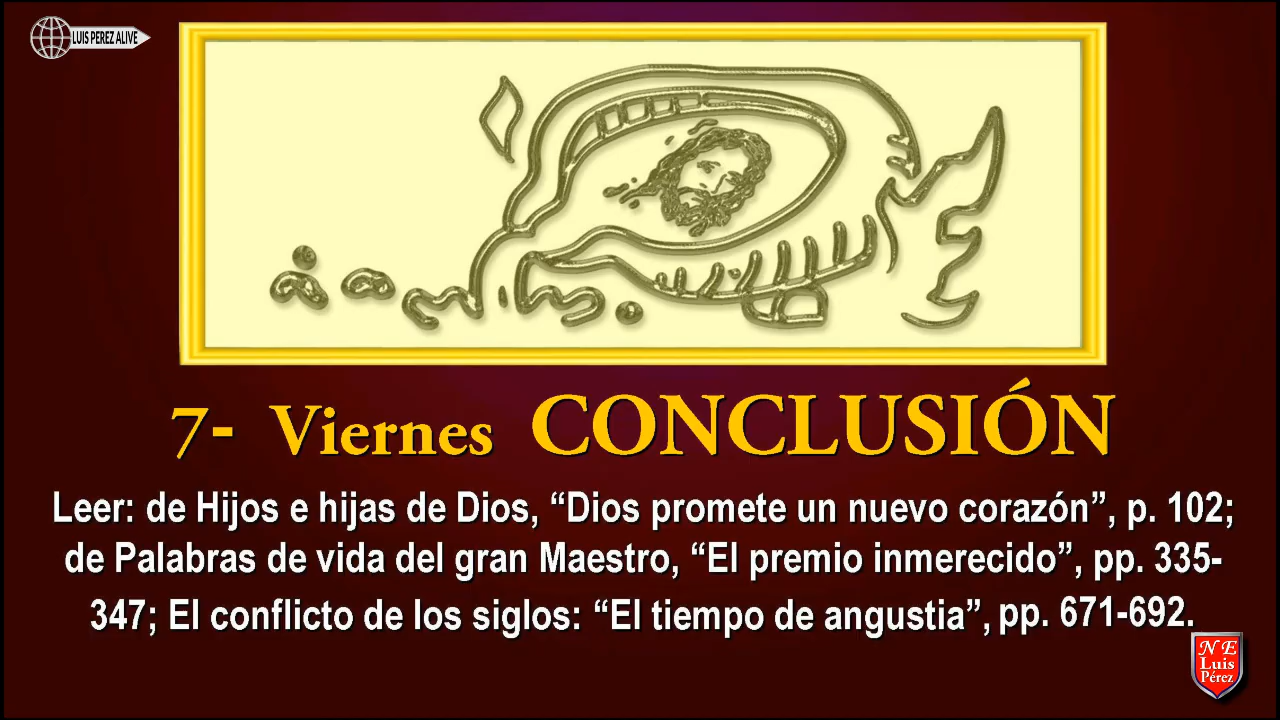 LUIS PEREZ ALIVE
7- Viernes CONCLUSIÓN
Leer: de Hijos e hijas de Dios, “Dios promete un nuevo corazón”, p. 102;
de Palabras de vida del gran Maestro, “El premio inmerecido”, pp. 335-
347; El conflicto de los siglos: “El tiempo de angustia”, pp. 671-692.
N E
Luis
Pérez